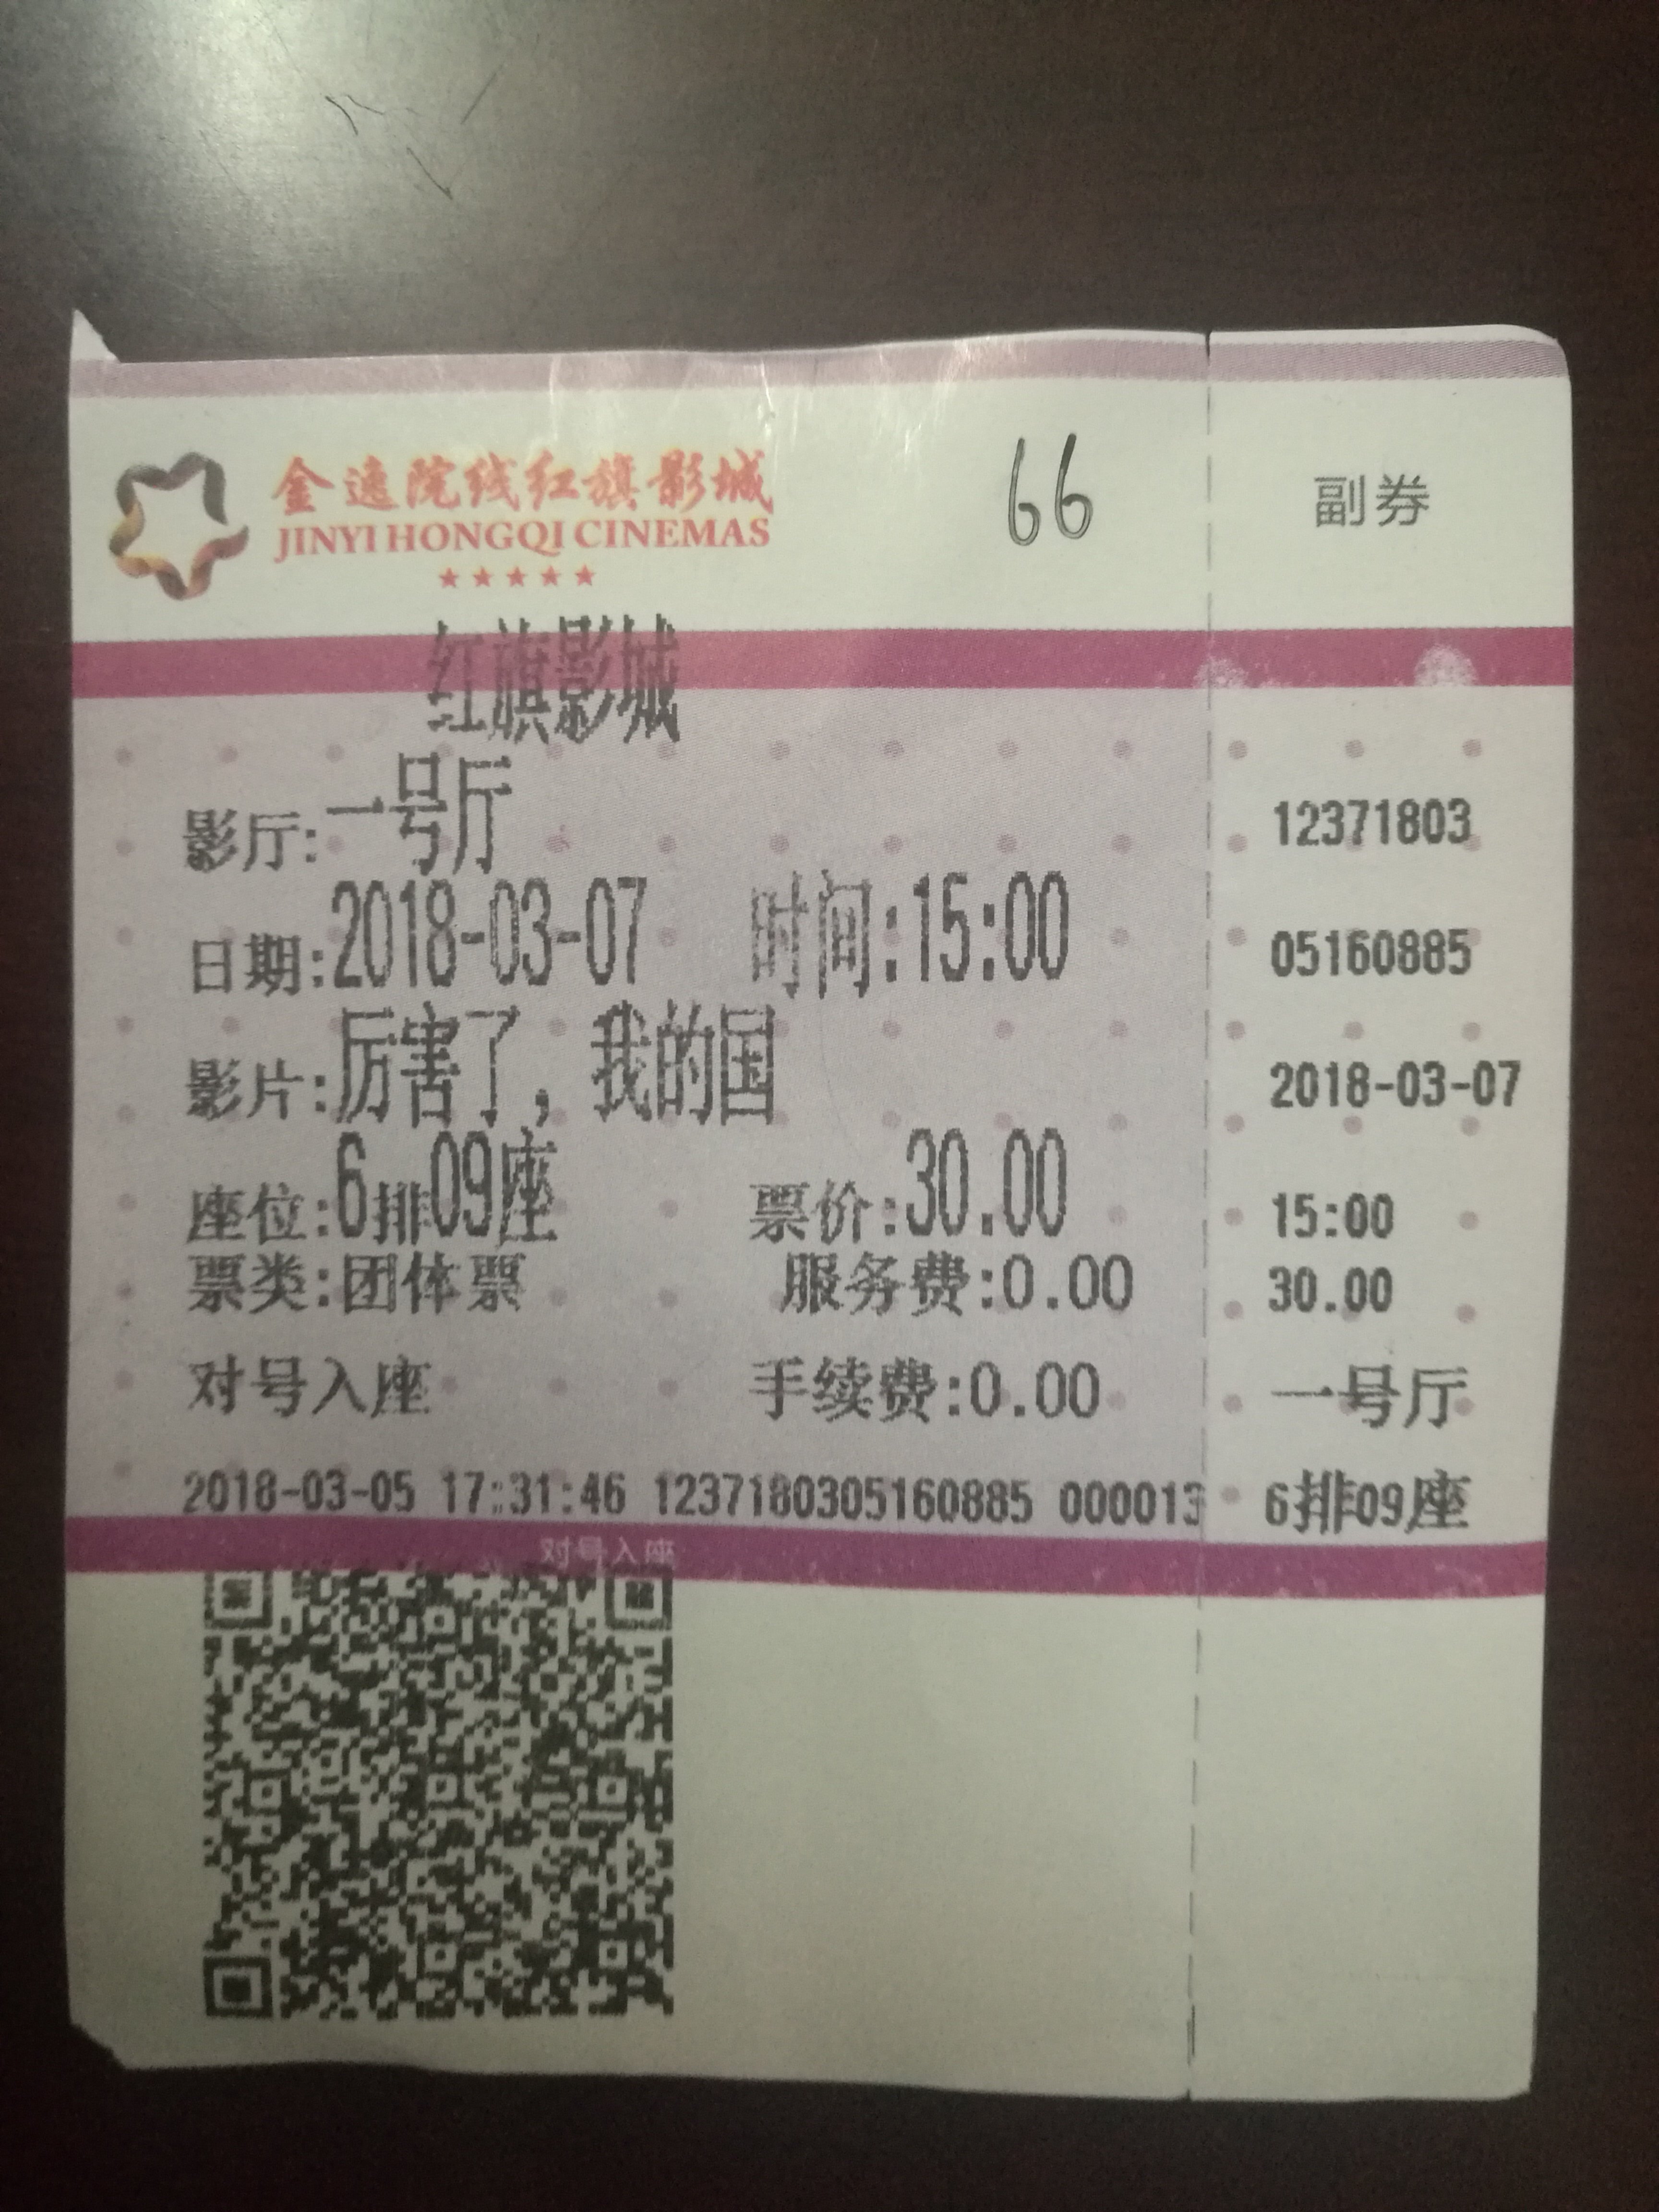 金逸院线红旗影城
JINYI HONGQI CINEMAS
66
副券
红旗影城
影厅:一号厅
12371803
日期:2018-03-07 时间:15:00
05160885
影片:厉害了，我的国
2018-03-07
座位:6排09座 票价:30.00
15:00
票类:团体票 服务费:0.00
30.00
对号入座 手续费:0.00
一号厅
2018-03-05 17:31:46 1237180305160885 000013
6排09座
对号入座